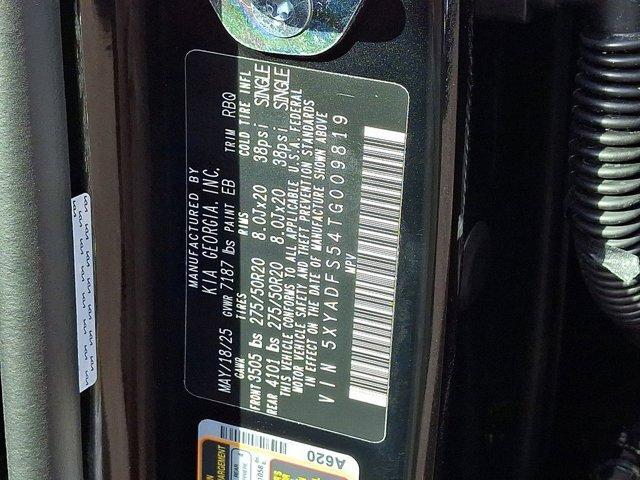 MANUFACTURED BY
KIA GEORGIA, INC.
MAY/18/25 GVWR 7187 lbs PAINT EB TRIM RBQ
GAWR TIRES RIMS COLD TIRE INFL
FRONT 3505 lbs 275/50R20 8.0Jx20 38psi SINGLE
REAR 4101 lbs 275/50R20 8.0Jx20 38psi SINGLE
THIS VEHICLE CONFORMS TO ALL APPLICABLE U.S.A. FEDERAL
MOTOR VEHICLE SAFETY AND THEFT PREVENTION STANDARDS
IN EFFECT ON THE DATE OF MANUFACTURE SHOWN ABOVE
VIN 5XYADFS54TG009819
MPV
A620
REAR